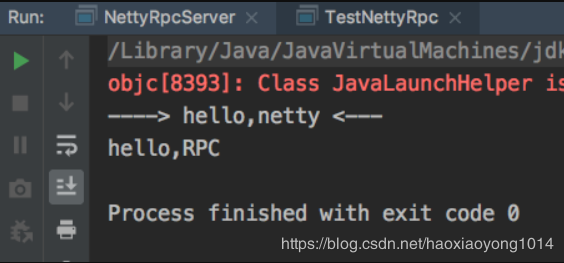 Run: NettyRpcServer × TestNettyRpc ×
/Library/Java/JavaVirtualMachines/jd
objc[8393]: Class JavaLaunchHelper is
----> hello,netty <---
hello,RPC
Process finished with exit code 0
https://blog.csdn.net/haoxiaoyong1014